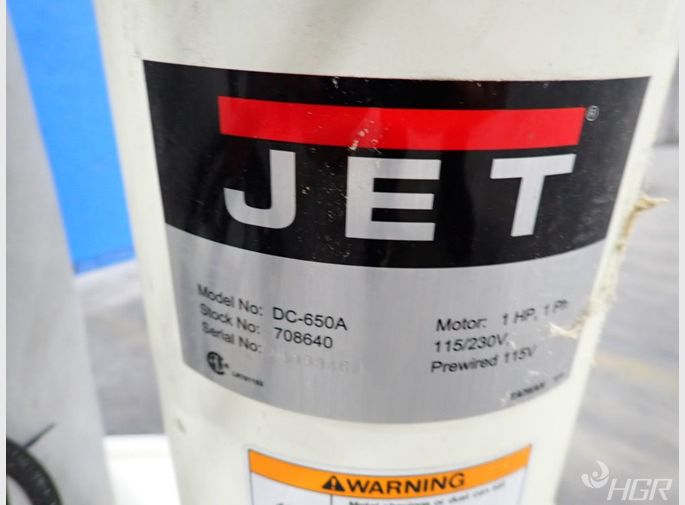 JET
®
Model No: DC-650A
Stock No: 708640
Serial No:
Motor: 1 HP, 1 Ph
115/230V,
Prewired 115V
TAIWAN
WARNING
HGR